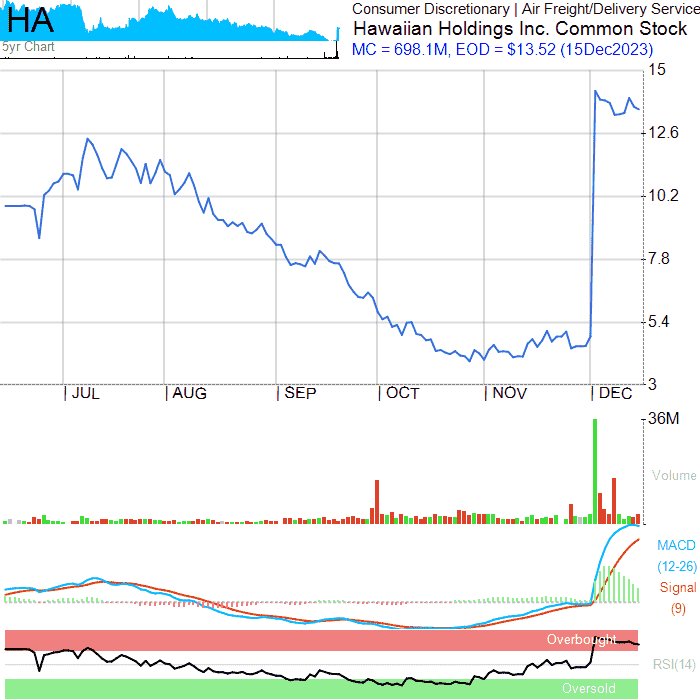 HA
5yr Chart
Consumer Discretionary | Air Freight/Delivery Service
Hawaiian Holdings Inc. Common Stock
MC = 698.1M, EOD = $13.52 (15Dec2023)
15
12.6
10.2
7.8
5.4
3
JUL AUG SEP OCT NOV DEC
36M
Volume
MACD
(12-26)
Signal
(9)
Overbought
RSI(14)
Oversold